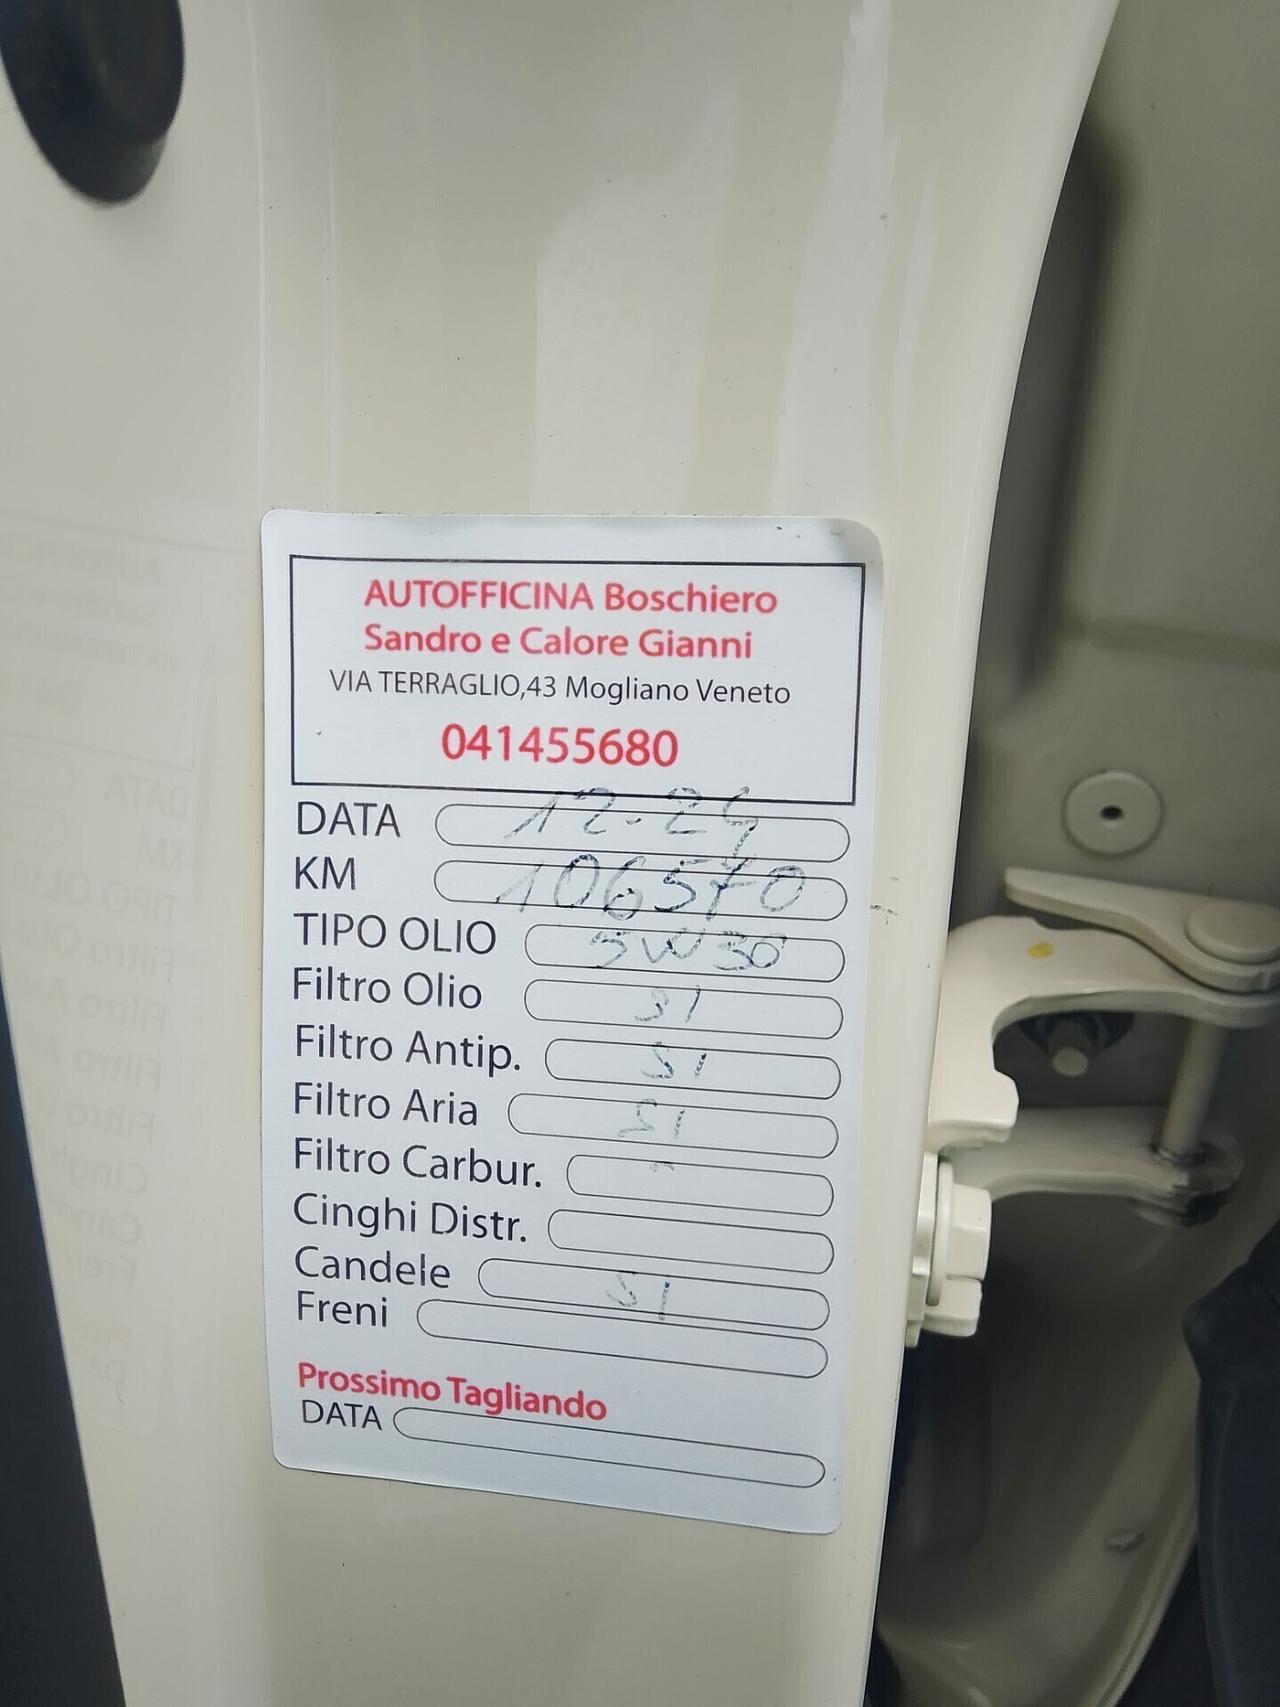 AUTOFFICINA Boschiero
Sandro e Calore Gianni
VIA TERRAGLIO,43 Mogliano Veneto
041455680
DATA 12.24
KM 106570
TIPO OLIO 5W30
Filtro Olio SI
Filtro Antip. SI
Filtro Aria SI
Filtro Carbur. -
Cinghi Distr.
Candele SI
Freni
Prossimo Tagliando
DATA